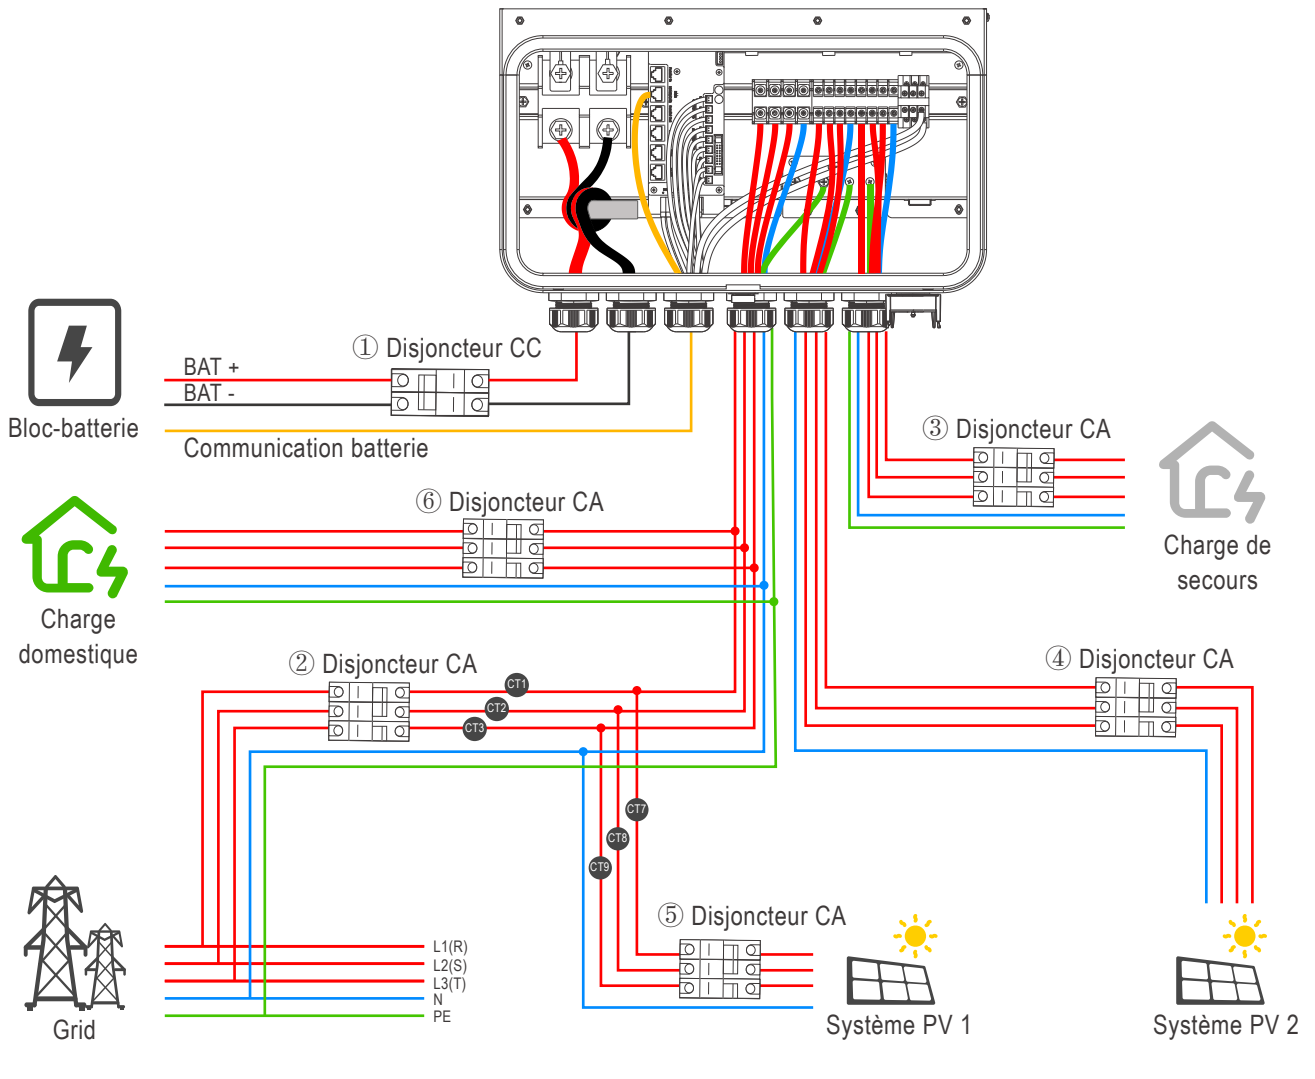 ① Disjoncteur CC
BAT +
BAT -
Bloc-batterie
Communication batterie
③ Disjoncteur CA
⑥ Disjoncteur CA
Charge de
secours
Charge
domestique
② Disjoncteur CA
④ Disjoncteur CA
CT1
CT2
CT3
CT7
CT8
CT9
⑤ Disjoncteur CA
L1(R)
L2(S)
L3(T)
N
PE
Grid
Système PV 1
Système PV 2